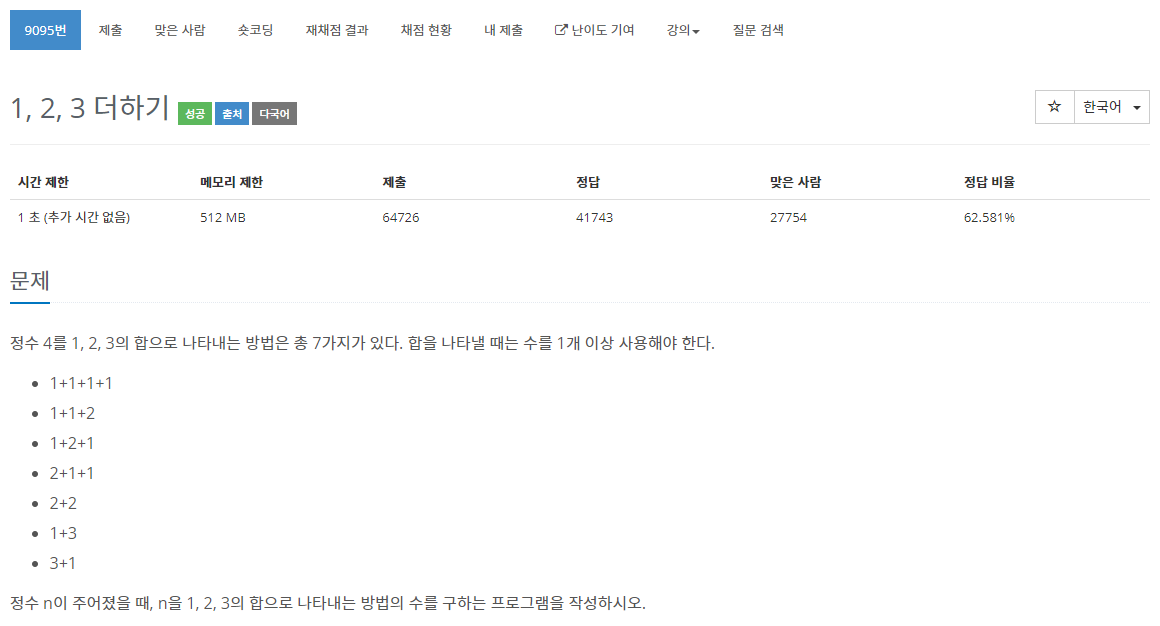 9095번 제출 맞은 사람 숏코딩 재채점 결과 채점 현황 내 제출 난이도 기여 강의 질문 검색
1, 2, 3 더하기 성공 출처 다국어 ☆ 한국어
시간 제한 메모리 제한 제출 정답 맞은 사람 정답 비율
1 초 (추가 시간 없음) 512 MB 64726 41743 27754 62.581%
문제
정수 4를 1, 2, 3의 합으로 나타내는 방법은 총 7가지가 있다. 합을 나타낼 때는 수를 1개 이상 사용해야 한다.
• 1+1+1+1
• 1+1+2
• 1+2+1
• 2+1+1
• 2+2
• 1+3
• 3+1
정수 n이 주어졌을 때, n을 1, 2, 3의 합으로 나타내는 방법의 수를 구하는 프로그램을 작성하시오.